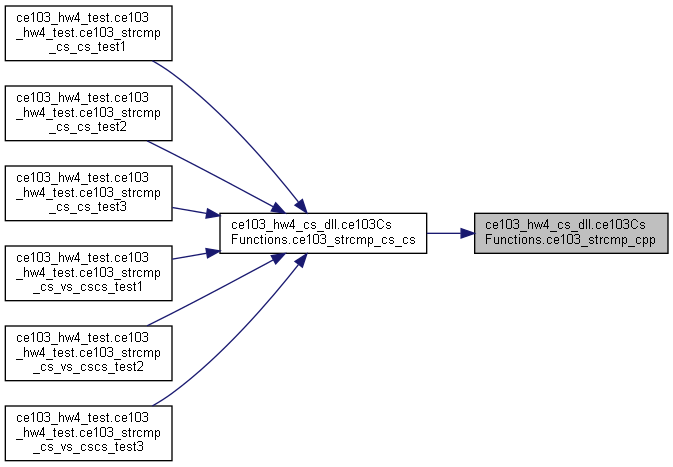 ce103_hw4_test.ce103
_hw4_test.ce103_strcmp
_cs_cs_test1
ce103_hw4_test.ce103
_hw4_test.ce103_strcmp
_cs_cs_test2
ce103_hw4_test.ce103
_hw4_test.ce103_strcmp
_cs_cs_test3
ce103_hw4_cs_dll.ce103Cs
Functions.ce103_strcmp_cs_cs
ce103_hw4_cs_dll.ce103Cs
Functions.ce103_strcmp_cpp
ce103_hw4_test.ce103
_hw4_test.ce103_strcmp
_cs_vs_cscs_test1
ce103_hw4_test.ce103
_hw4_test.ce103_strcmp
_cs_vs_cscs_test2
ce103_hw4_test.ce103
_hw4_test.ce103_strcmp
_cs_vs_cscs_test3